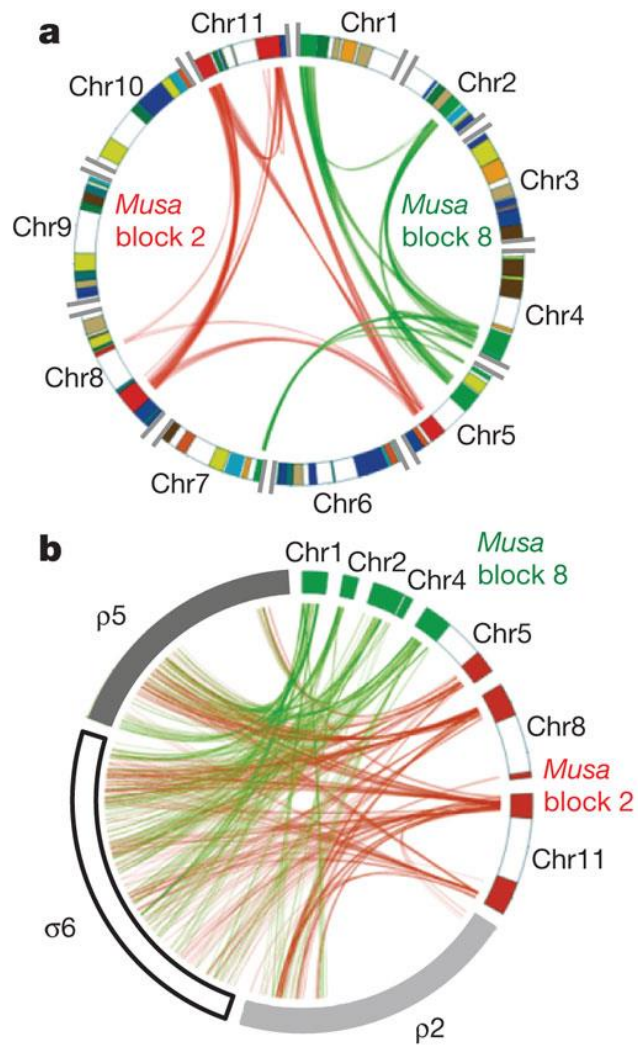 a
Chr11
Chr1
Chr10
Chr2
Chr3
Chr9
Musa
block 2
Musa
block 8
Chr4
Chr8
Chr5
Chr7
Chr6
b
Chr1
Chr2
Chr4
Musa
block 8
ρ5
Chr5
Chr8
Musa
block 2
Chr11
σ6
ρ2